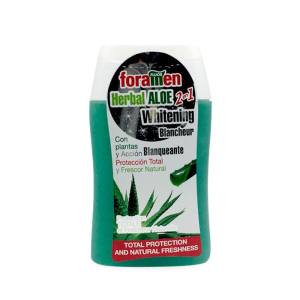 foramen
Herbal ALOE 2en1
Whitening
Blancheur
Con
plantas
y Acción Blanqueante
Protección Total
y Frescor Natural
TOTAL PROTECTION
AND NATURAL FRESHNESS